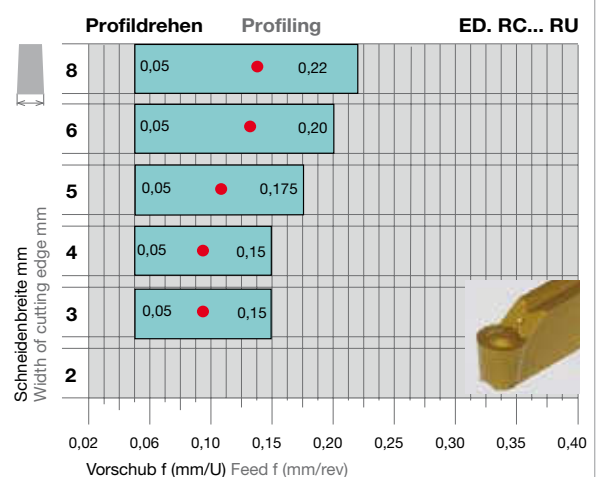 Profildrehen Profiling ED. RC... RU
8 0,05 0,22
6 0,05 0,20
5 0,05 0,175
4 0,05 0,15
3 0,05 0,15
2
Schneidenbreite mm
Width of cutting edge mm
0,02 0,06 0,10 0,15 0,20 0,25 0,30 0,35 0,40
Vorschub f (mm/U) Feed f (mm/rev)